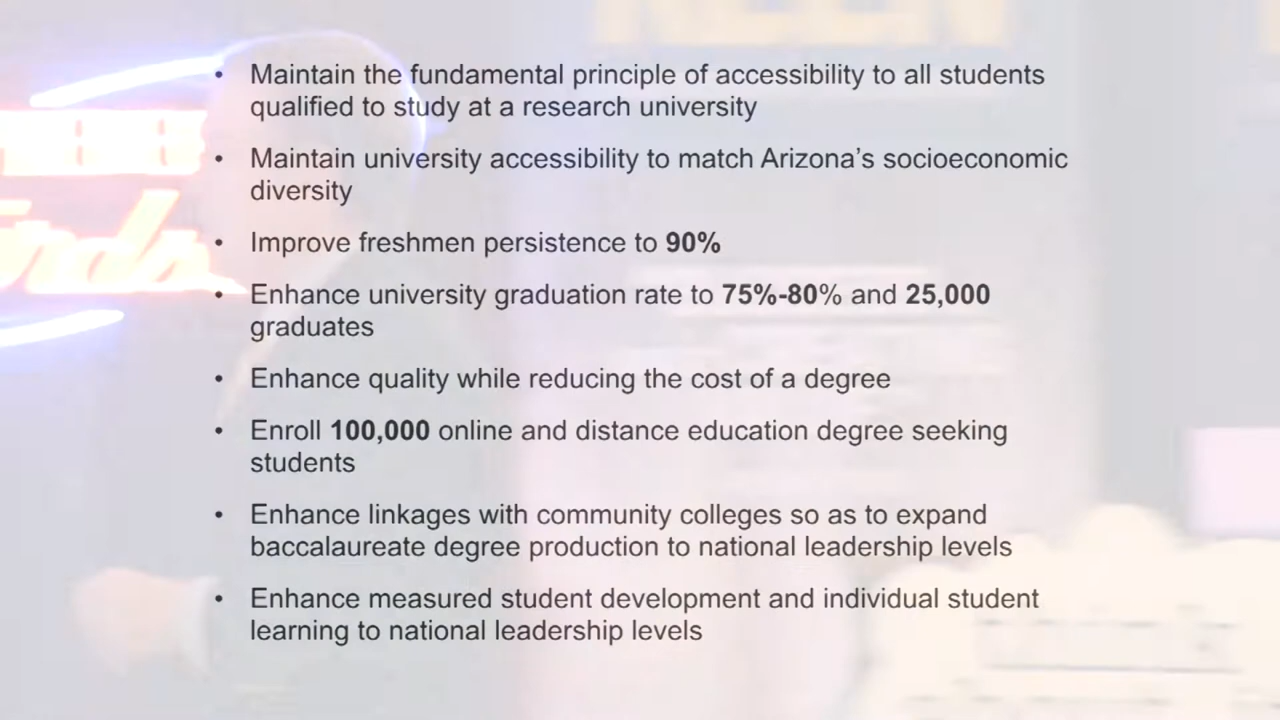 • Maintain the fundamental principle of accessibility to all students
qualified to study at a research university
• Maintain university accessibility to match Arizona’s socioeconomic
diversity
• Improve freshmen persistence to 90%
• Enhance university graduation rate to 75%-80% and 25,000
graduates
• Enhance quality while reducing the cost of a degree
• Enroll 100,000 online and distance education degree seeking
students
• Enhance linkages with community colleges so as to expand
baccalaureate degree production to national leadership levels
• Enhance measured student development and individual student
learning to national leadership levels